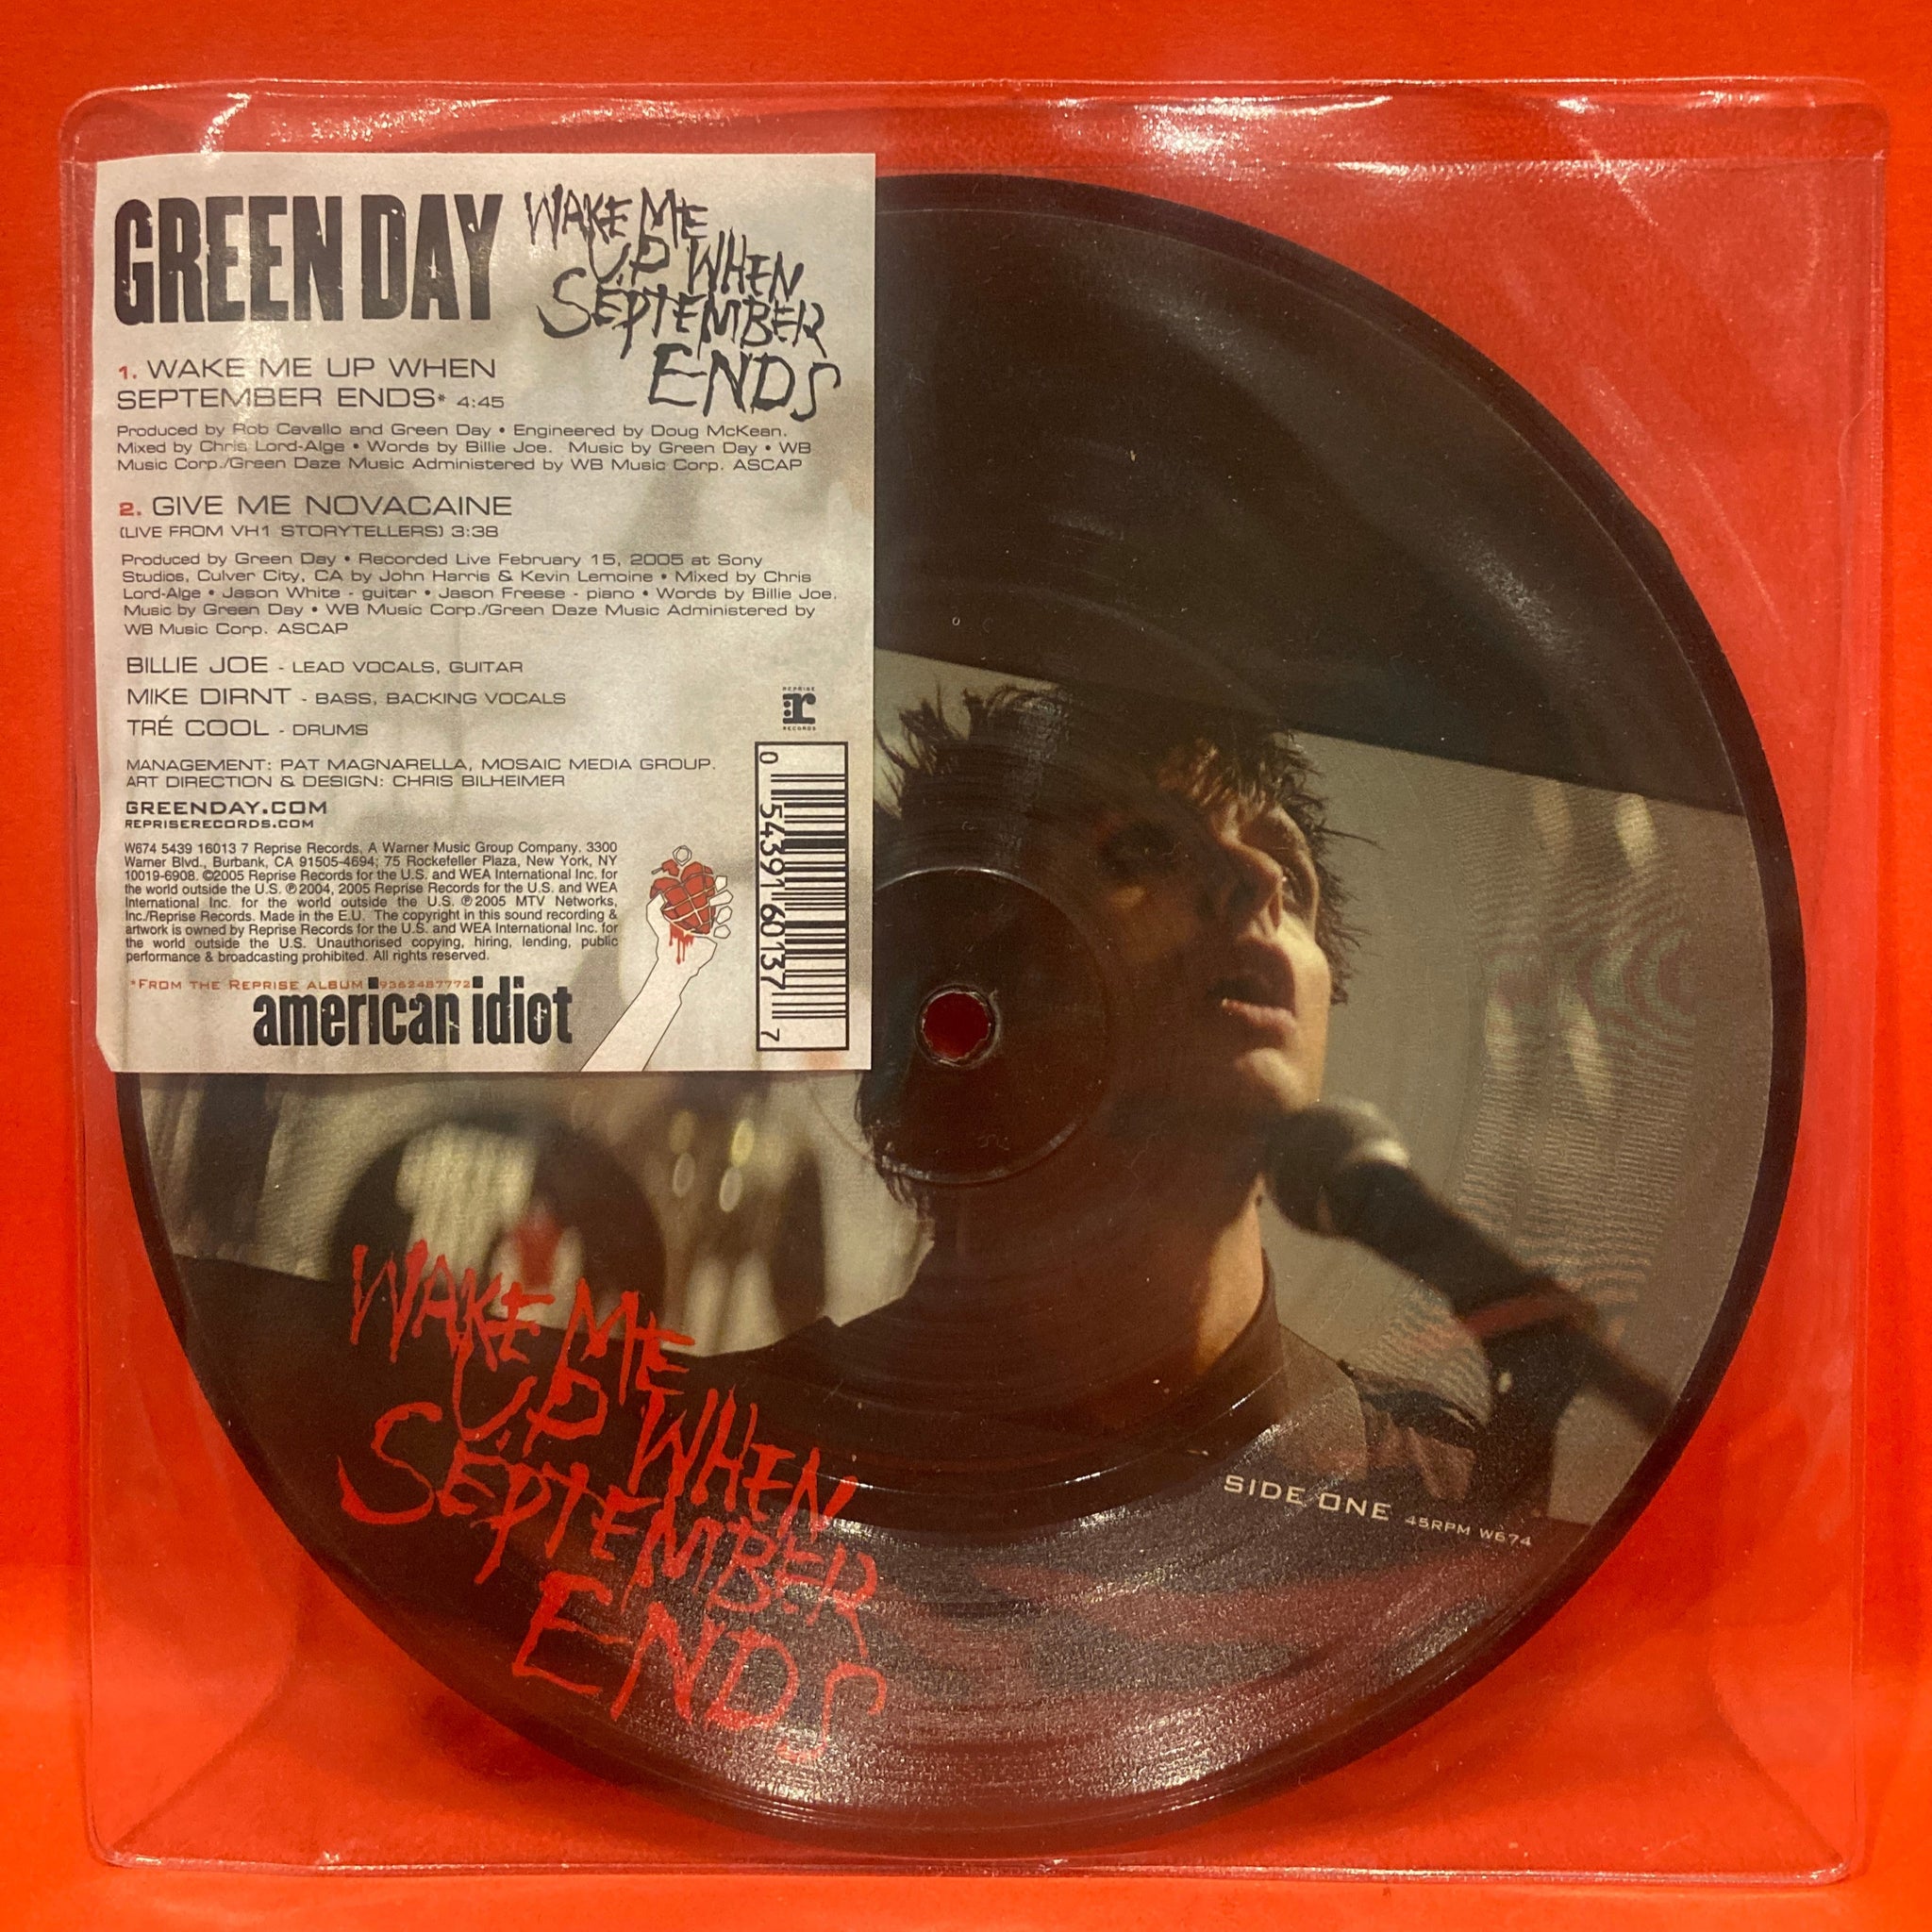 GREEN DAY
WAKE ME
UP WHEN
SEPTEMBER
ENDS
1. WAKE ME UP WHEN
SEPTEMBER ENDS* 4:45
Produced by Rob Cavallo and Green Day • Engineered by Doug McKean.
Mixed by Chris Lord-Alge • Words by Billie Joe. Music by Green Day • WB
Music Corp./Green Daze Music Administered by WB Music Corp. ASCAP
2. GIVE ME NOVACAINE
(LIVE FROM VH1 STORYTELLERS) 3:38
Produced by Green Day • Recorded Live February 15, 2005 at Sony
Studios, Culver City, CA by John Harris & Kevin Lemoine • Mixed by Chris
Lord-Alge • Jason White - guitar • Jason Freese - piano • Words by Billie Joe.
Music by Green Day • WB Music Corp./Green Daze Music Administered by
WB Music Corp. ASCAP
BILLIE JOE - LEAD VOCALS, GUITAR
MIKE DIRNT - BASS, BACKING VOCALS
TRÉ COOL - DRUMS
REPRISE
r
RECORDS
MANAGEMENT: PAT MAGNARELLA, MOSAIC MEDIA GROUP.
ART DIRECTION & DESIGN: CHRIS BILHEIMER
GREENDAY.COM
REPRISERECORDS.COM
W674 5439 16013 7 Reprise Records, A Warner Music Group Company. 3300
Warner Blvd., Burbank, CA 91505-4694; 75 Rockefeller Plaza, New York, NY
10019-6908. ©2005 Reprise Records for the U.S. and WEA International Inc. for
the world outside the U.S. ℗2004, 2005 Reprise Records for the U.S. and WEA
International Inc. for the world outside the U.S. ℗2005 MTV Networks,
Inc./Reprise Records. Made in the E.U. The copyright in this sound recording &
artwork is owned by Reprise Records for the U.S. and WEA International Inc. for
the world outside the U.S. Unauthorised copying, hiring, lending, public
performance & broadcasting prohibited. All rights reserved.
*FROM THE REPRISE ALBUM 9362487772
american idiot
0 54391 60137 7
WAKE ME
UP WHEN
SEPTEMBER
ENDS
SIDE ONE 45RPM W674